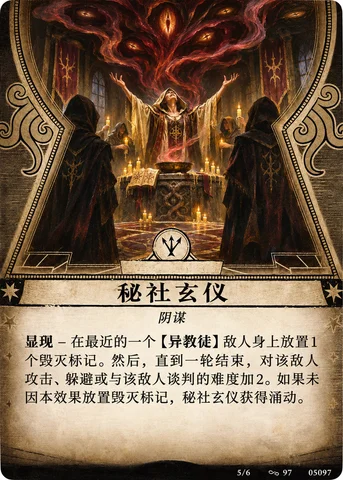 秘社玄仪
阴谋
显现 – 在最近的一个【异教徒】敌人身上放置1
个毁灭标记。然后，直到一轮结束，对该敌人
攻击、躲避或与该敌人谈判的难度加2。如果未
因本效果放置毁灭标记，秘社玄仪获得涌动。
5/6 97 05097